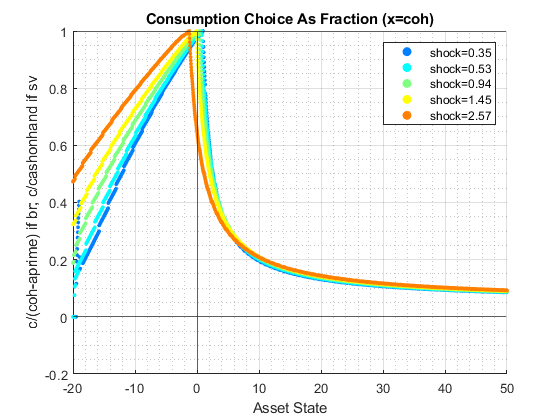 Consumption Choice As Fraction (x=coh)
c/(coh-aprime) if br; c/cashonhand if sv
1
0.8
0.6
0.4
0.2
0
-0.2
shock=0.35
shock=0.53
shock=0.94
shock=1.45
shock=2.57
-20 -10 0 10 20 30 40 50
Asset State